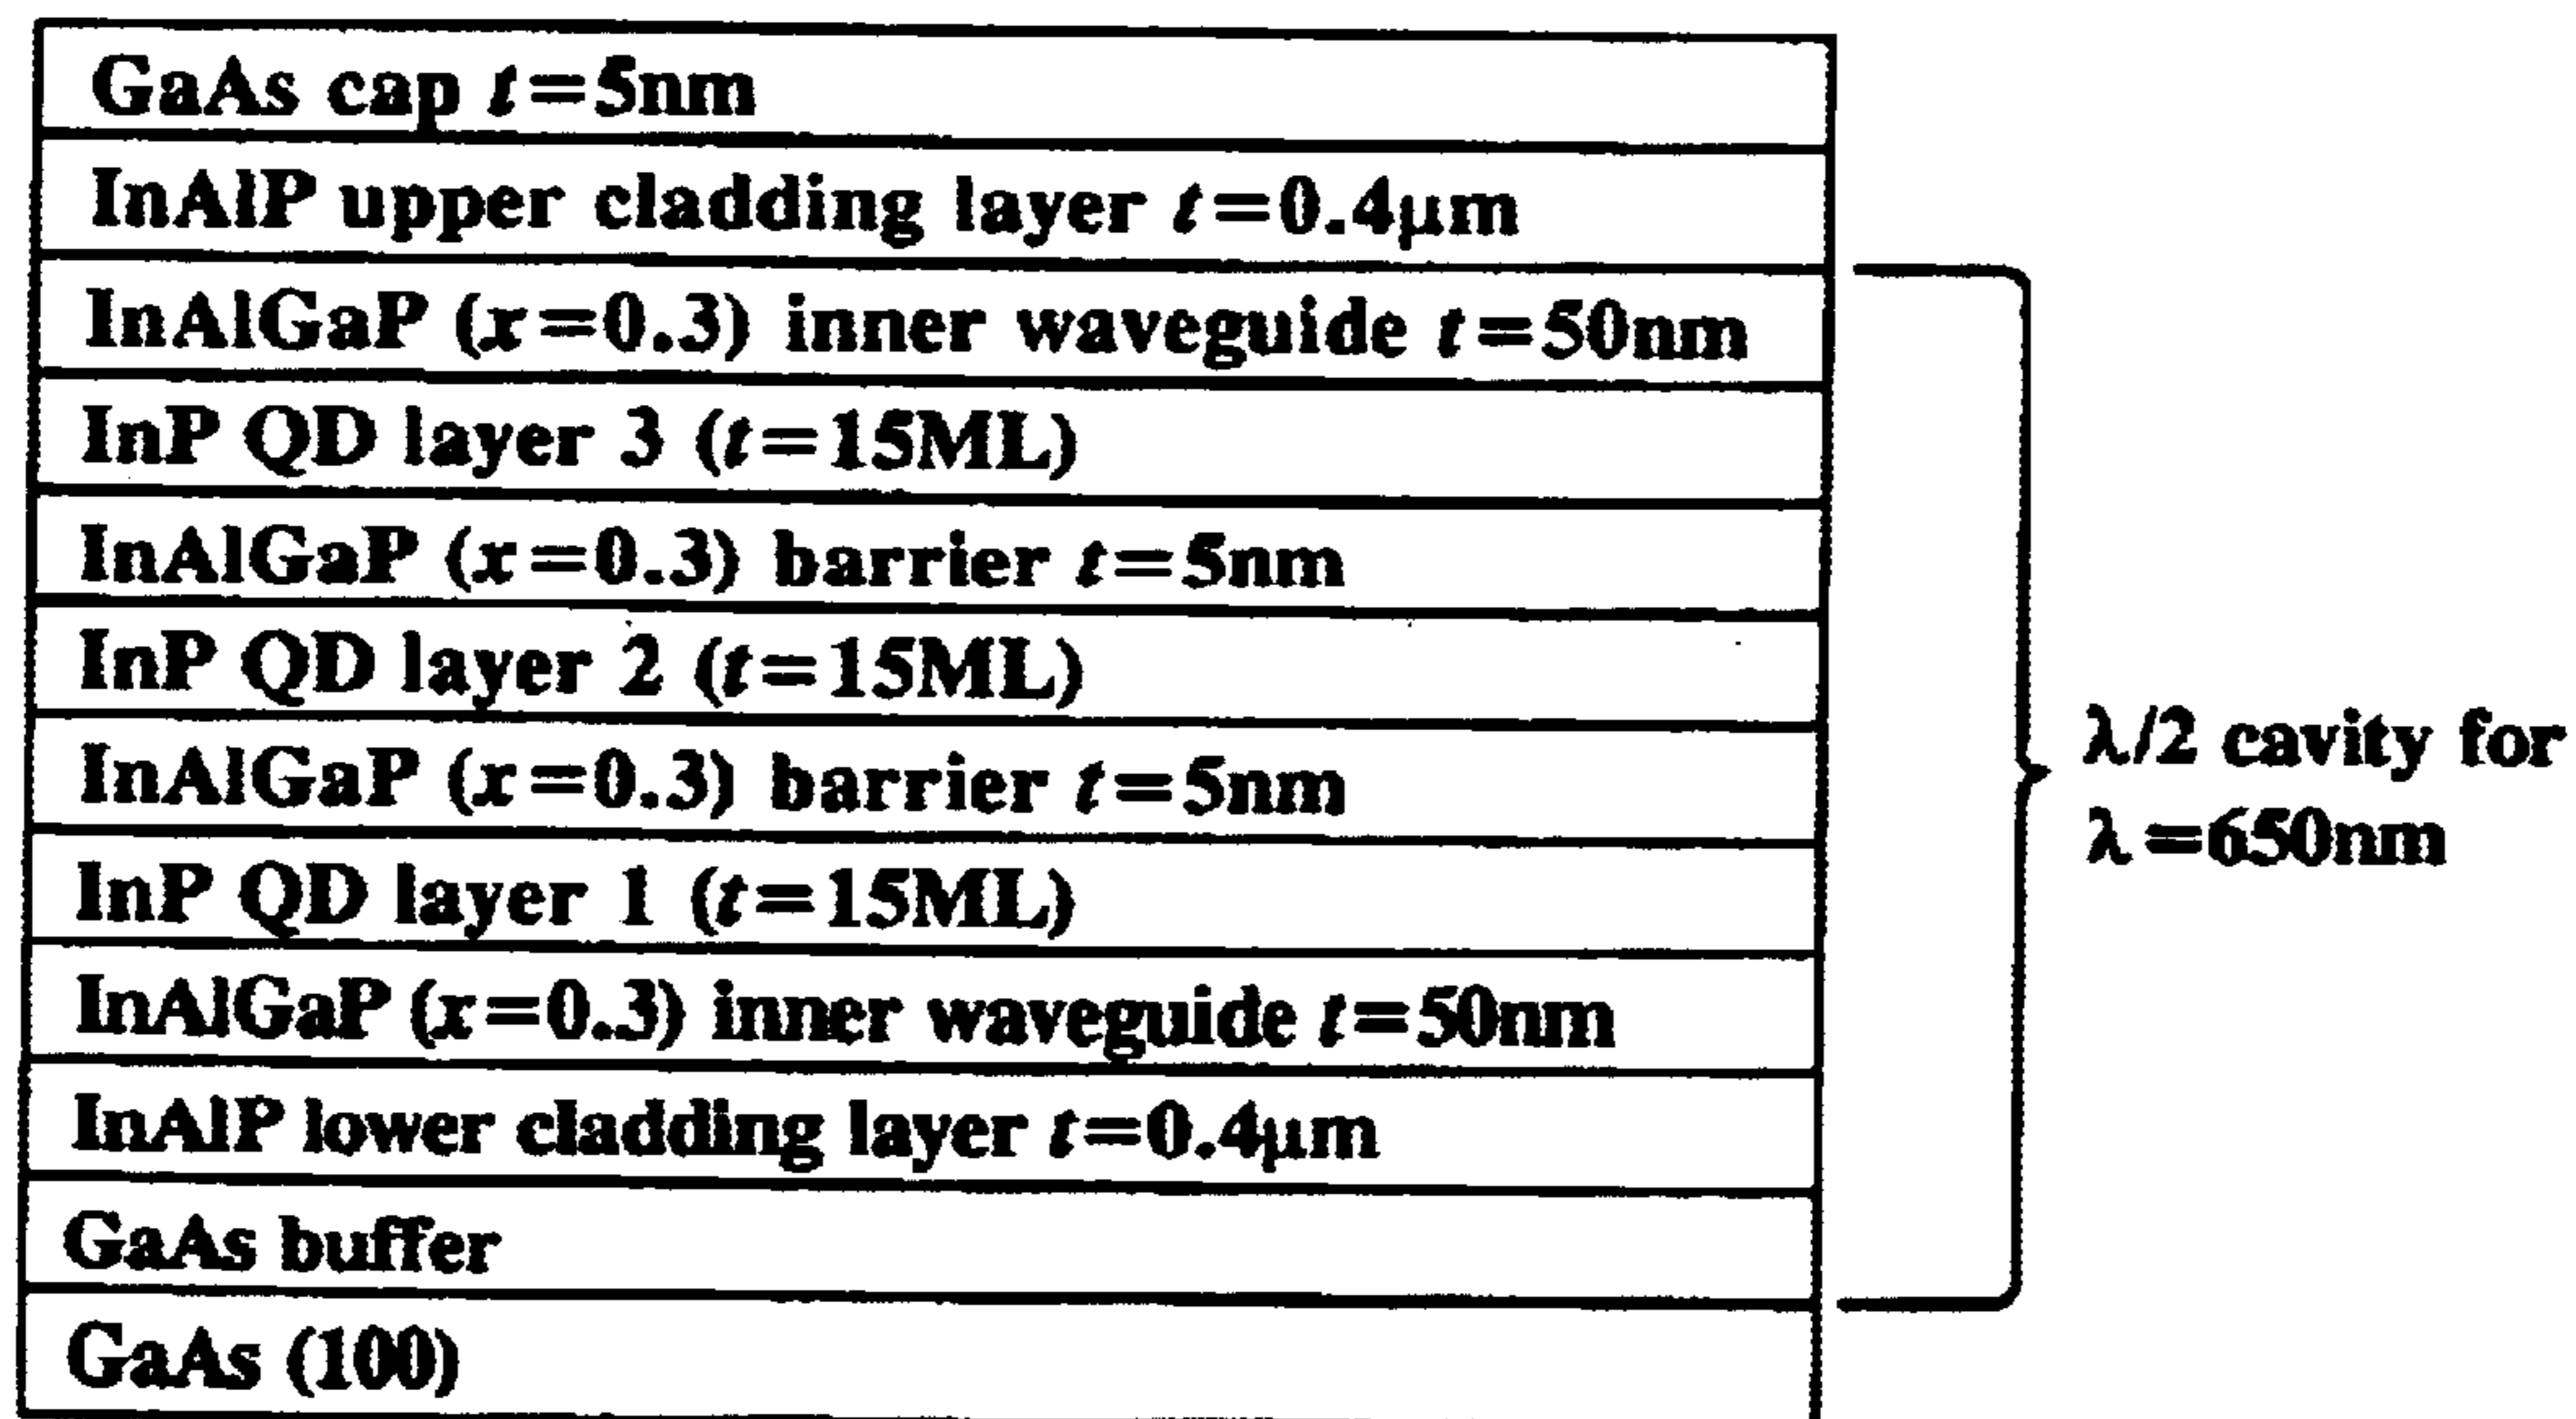 GaAs cap t=5nm
InAlP upper cladding layer t=0.4μm
InAlGaP (x=0.3) inner waveguide t=50nm
InP QD layer 3 (t=15ML)
InAlGaP (x=0.3) barrier t=5nm
InP QD layer 2 (t=15ML)
InAlGaP (x=0.3) barrier t=5nm
InP QD layer 1 (t=15ML)
InAlGaP (x=0.3) inner waveguide t=50nm
InAlP lower cladding layer t=0.4μm
GaAs buffer
GaAs (100)
λ/2 cavity for
λ=650nm